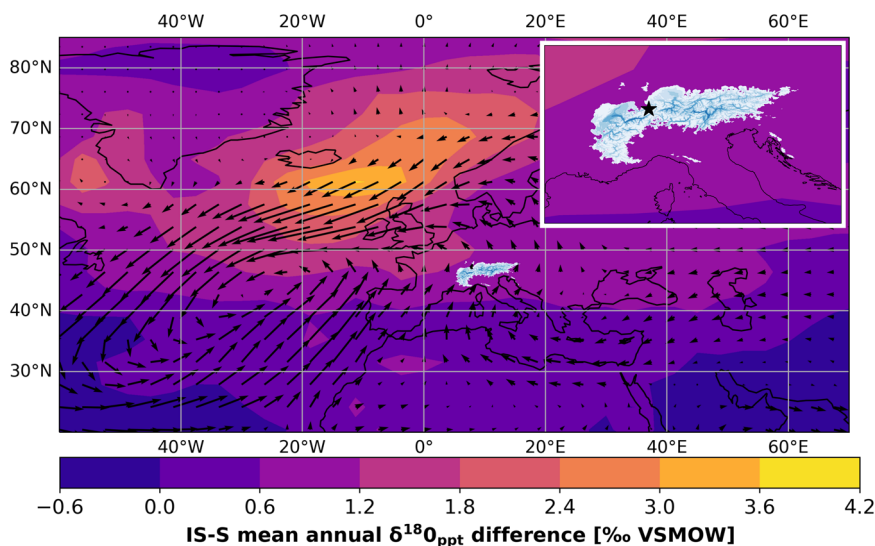 40°W 20°W 0° 20°E 40°E 60°E
80°N
70°N
60°N
50°N
40°N
30°N
40°W 20°W 0° 20°E 40°E 60°E
−0.6 0.0 0.6 1.2 1.8 2.4 3.0 3.6 4.2
IS-S mean annual δ¹⁸0ₚₚₜ difference [‰ VSMOW]